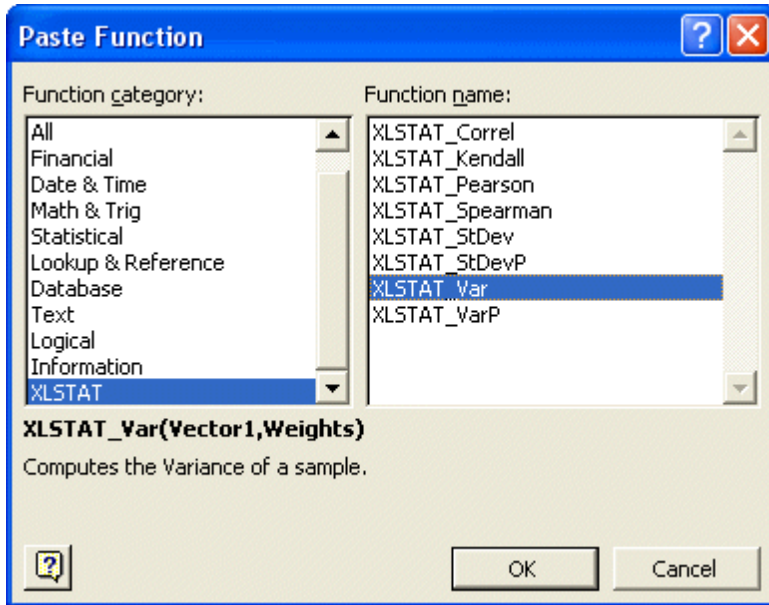 Paste Function
Function category:
All
Financial
Date & Time
Math & Trig
Statistical
Lookup & Reference
Database
Text
Logical
Information
XLSTAT
Function name:
XLSTAT_Correl
XLSTAT_Kendall
XLSTAT_Pearson
XLSTAT_Spearman
XLSTAT_StDev
XLSTAT_StDevP
XLSTAT_Var
XLSTAT_VarP
XLSTAT_Var(Vector1,Weights)
Computes the Variance of a sample.
OK
Cancel